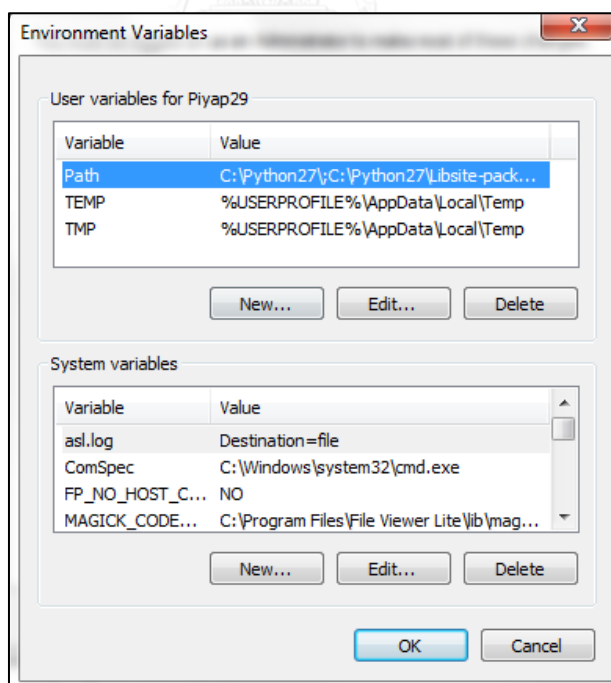 Environment Variables
User variables for Piyap29
Variable Value
Path C:\Python27\;C:\Python27\Libsite-pack...
TEMP %USERPROFILE%\AppData\Local\Temp
TMP %USERPROFILE%\AppData\Local\Temp
New... Edit... Delete
System variables
Variable Value
asl.log Destination=file
ComSpec C:\Windows\system32\cmd.exe
FP_NO_HOST_C... NO
MAGICK_CODE... C:\Program Files\File Viewer Lite\lib\mag...
New... Edit... Delete
OK Cancel